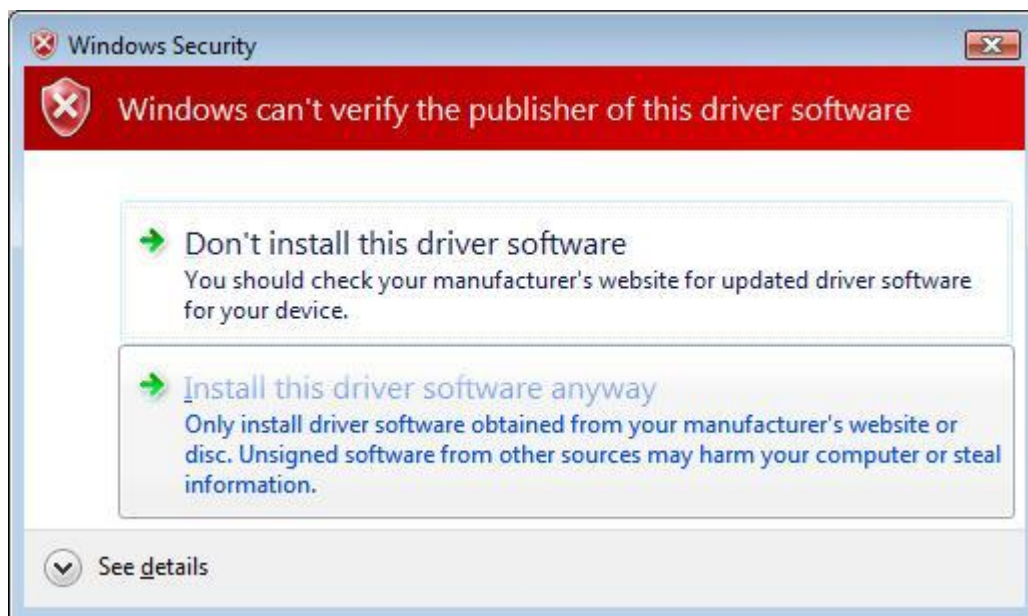 Windows Security
Windows can't verify the publisher of this driver software
Don't install this driver software
You should check your manufacturer's website for updated driver software
for your device.
Install this driver software anyway
Only install driver software obtained from your manufacturer's website or
disc. Unsigned software from other sources may harm your computer or steal
information.
See details